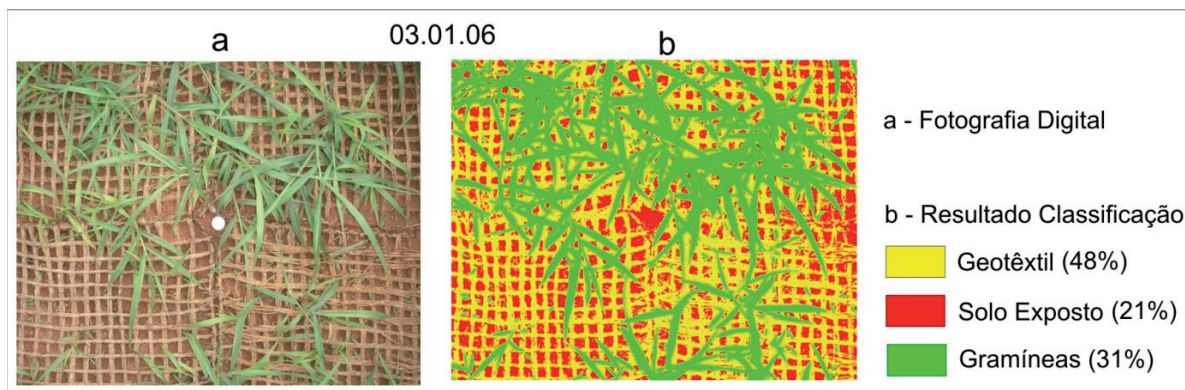 a
03.01.06
b
a - Fotografia Digital
b - Resultado Classificação
Geotêxtil (48%)
Solo Exposto (21%)
Gramíneas (31%)